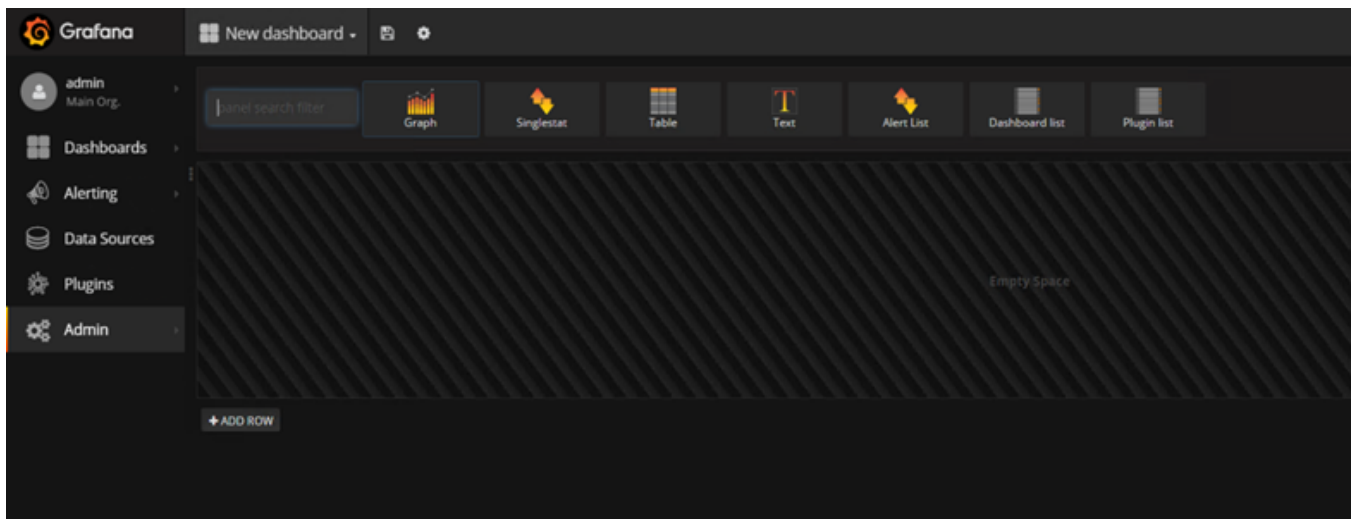 Grafana
New dashboard
admin
Main Org.
Dashboards
Alerting
Data Sources
Plugins
Admin
panel search filter
Graph
Singlestat
Table
Text
Alert List
Dashboard list
Plugin list
Empty Space
+ ADD ROW